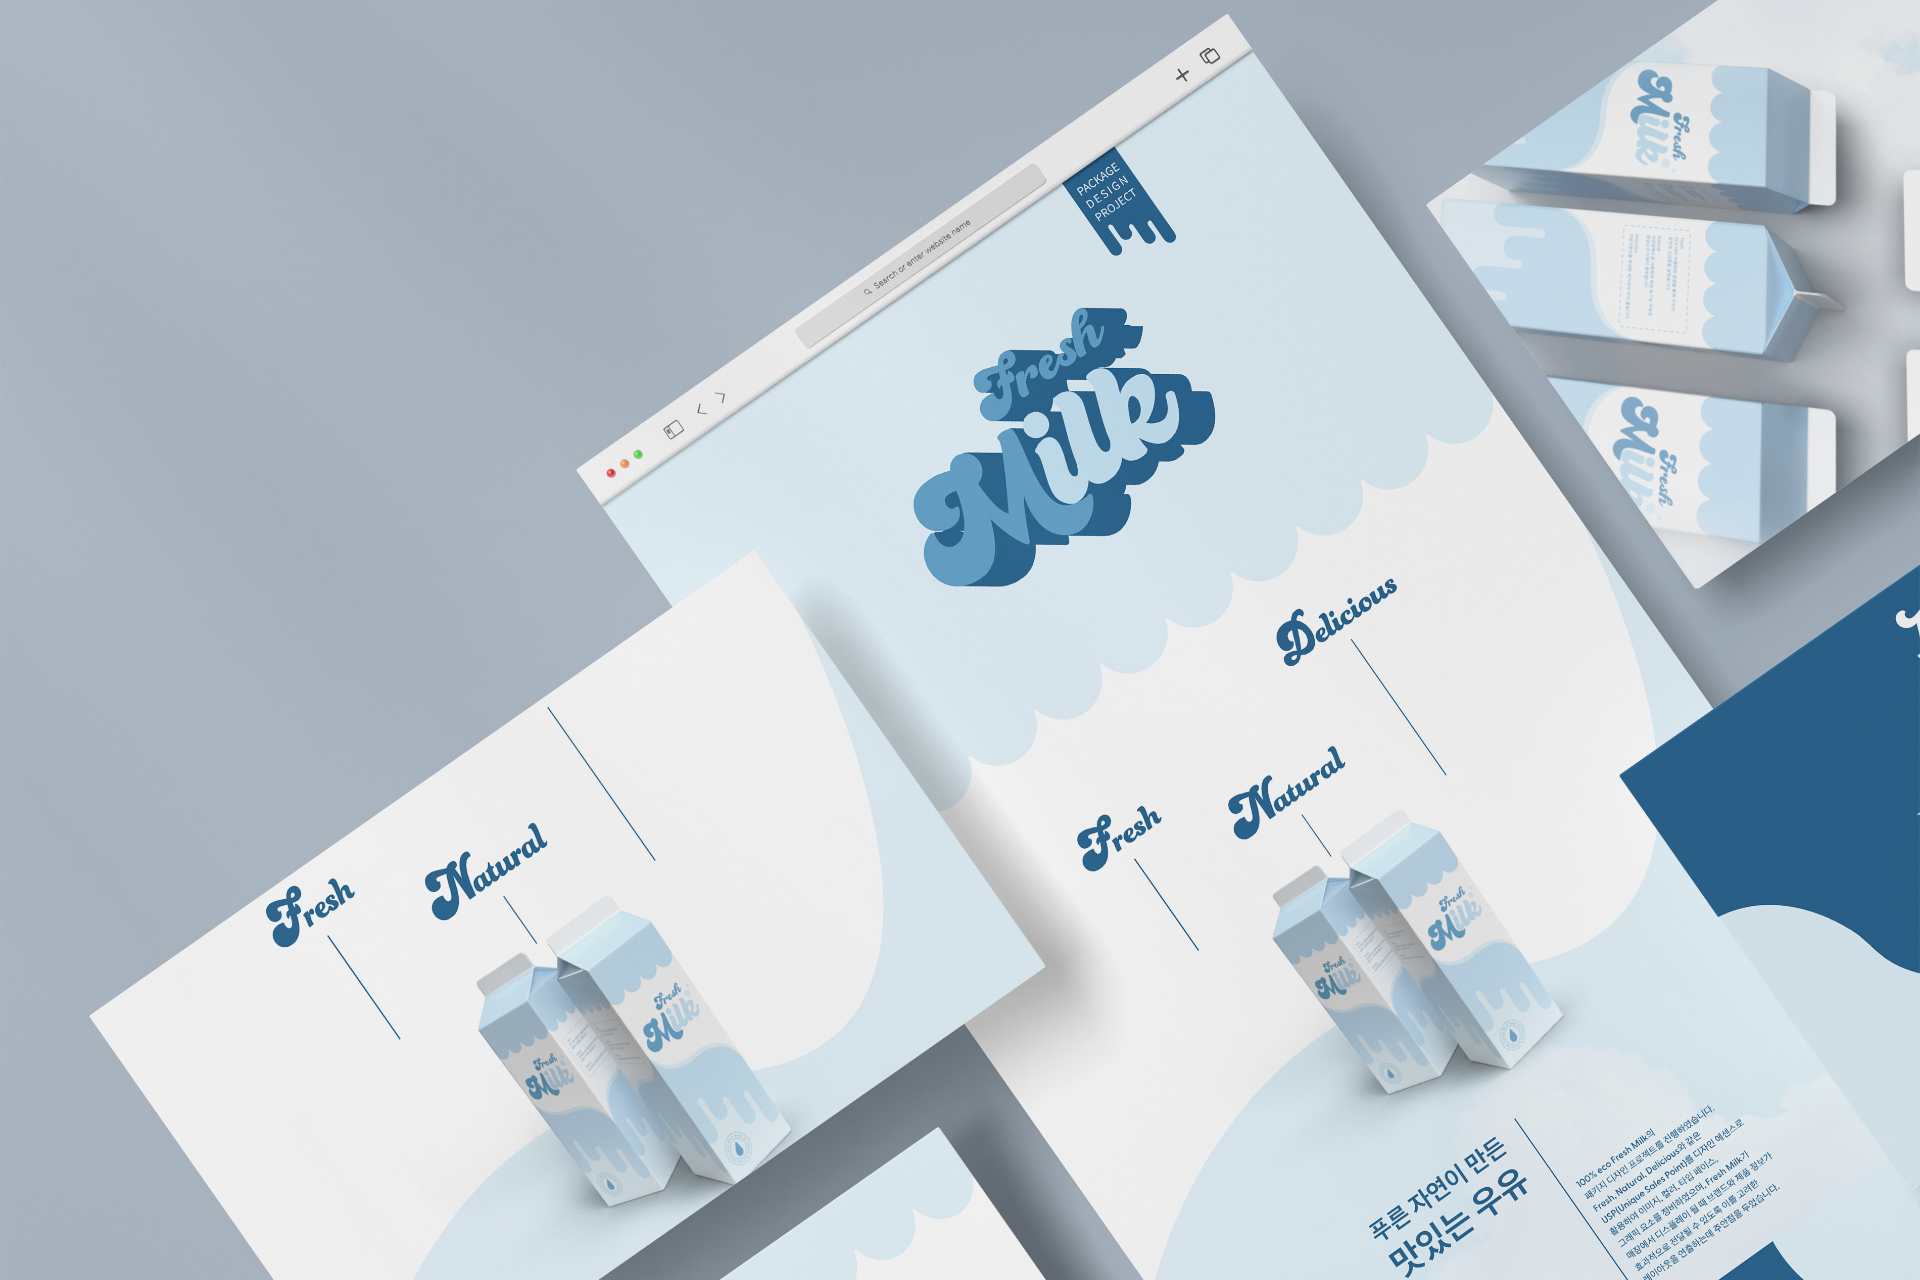 Search or enter website name
PACKAGE
DESIGN
PROJECT
Fresh
Milk
Delicious
Natural
Fresh
Fresh
Milk
Fresh
Milk
푸른 자연이 만든
맛있는 우유
100% eco Fresh Milk의
패키지 디자인 프로젝트를 진행하였습니다.
Fresh, Natural, Delicious와 같은
USP(Unique Sales Point)를 디자인 에센스로
활용하여 이미지, 컬러, 타입 페이스,
그래픽 요소를 정비하였으며, Fresh Milk가
매장에서 디스플레이 될 때 브랜드와 제품 정보가
효과적으로 전달될 수 있도록 이를 고려한
레이아웃을 연출하는데 주안점을 두었습니다.
Fresh
Natural
Fresh
Milk
Fresh
Milk
Fresh
Milk
Fresh
Milk